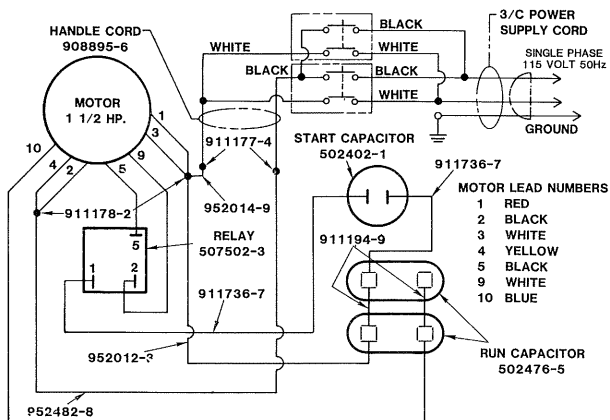 HANDLE CORD
908895-6
BLACK
3/C POWER
SUPPLY CORD
WHITE
WHITE
SINGLE PHASE
115 VOLT 50Hz
BLACK
BLACK
WHITE
GROUND
MOTOR
1 1/2 HP.
1
3
10
4
2
5
9
911177-4
START CAPACITOR
502402-1
911736-7
911178-2
952014-9
MOTOR LEAD NUMBERS
1 RED
2 BLACK
3 WHITE
4 YELLOW
5 BLACK
9 WHITE
10 BLUE
RELAY
507502-3
5
1
2
911194-9
911736-7
952012-3
RUN CAPACITOR
502476-5
P52482-8